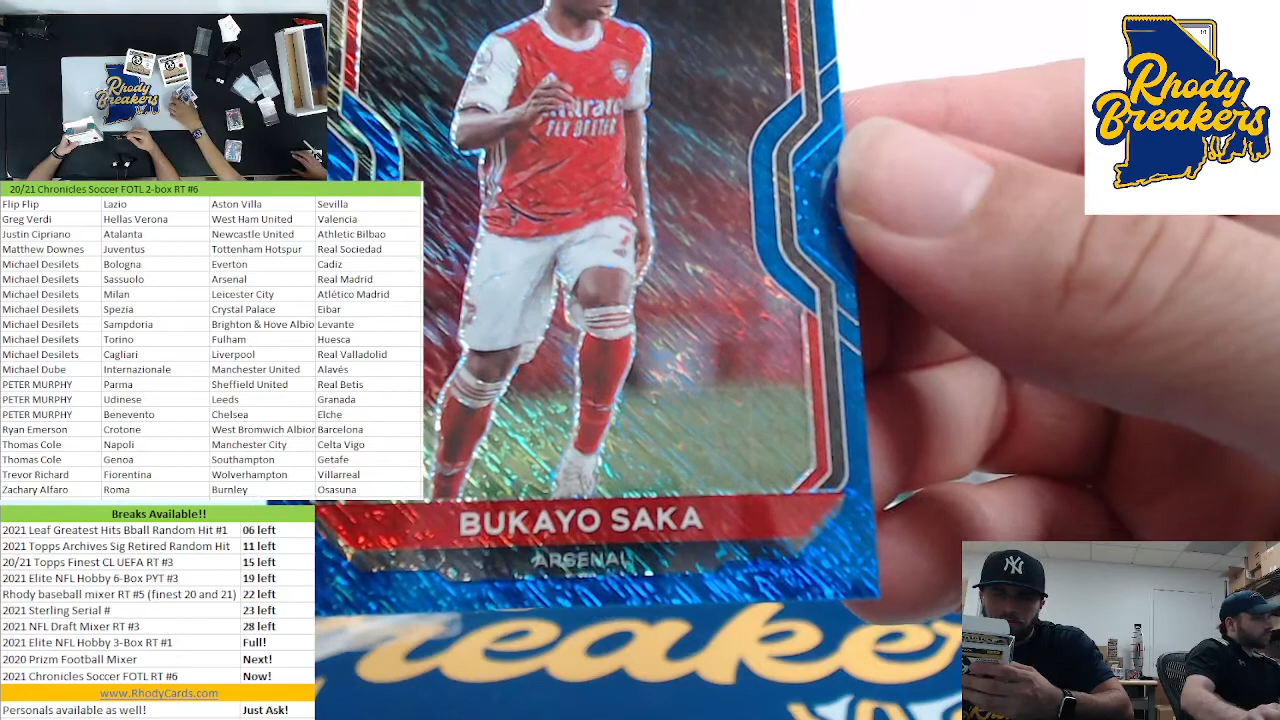 Rhody
Breakers
Rhody
Breakers
Emirates
FLY BETTER
7
BUKAYO SAKA
ARSENAL
Breake
20/21 Chronicles Soccer FOTL 2-box RT #6
Flip Flip Lazio Aston Villa Sevilla
Greg Verdi Hellas Verona West Ham United Valencia
Justin Cipriano Atalanta Newcastle United Athletic Bilbao
Matthew Downes Juventus Tottenham Hotspur Real Sociedad
Michael Desilets Bologna Everton Cadiz
Michael Desilets Sassuolo Arsenal Real Madrid
Michael Desilets Milan Leicester City Atlético Madrid
Michael Desilets Spezia Crystal Palace Eibar
Michael Desilets Sampdoria Brighton & Hove Albio Levante
Michael Desilets Torino Fulham Huesca
Michael Desilets Cagliari Liverpool Real Valladolid
Michael Dube Internazionale Manchester United Alavés
PETER MURPHY Parma Sheffield United Real Betis
PETER MURPHY Udinese Leeds Granada
PETER MURPHY Benevento Chelsea Elche
Ryan Emerson Crotone West Bromwich Albion Barcelona
Thomas Cole Napoli Manchester City Celta Vigo
Thomas Cole Genoa Southampton Getafe
Trevor Richard Fiorentina Wolverhampton Villarreal
Zachary Alfaro Roma Burnley Osasuna
Breaks Available!!
2021 Leaf Greatest Hits Bball Random Hit #1 06 left
2021 Topps Archives Sig Retired Random Hit 11 left
20/21 Topps Finest CL UEFA RT #3 15 left
2021 Elite NFL Hobby 6-Box PYT #3 19 left
Rhody baseball mixer RT #5 (finest 20 and 21) 22 left
2021 Sterling Serial # 23 left
2021 NFL Draft Mixer RT #3 28 left
2021 Elite NFL Hobby 3-Box RT #1 Full!
2020 Prizm Football Mixer Next!
2021 Chronicles Soccer FOTL RT #6 Now!
www.RhodyCards.com
Personals available as well! Just Ask!